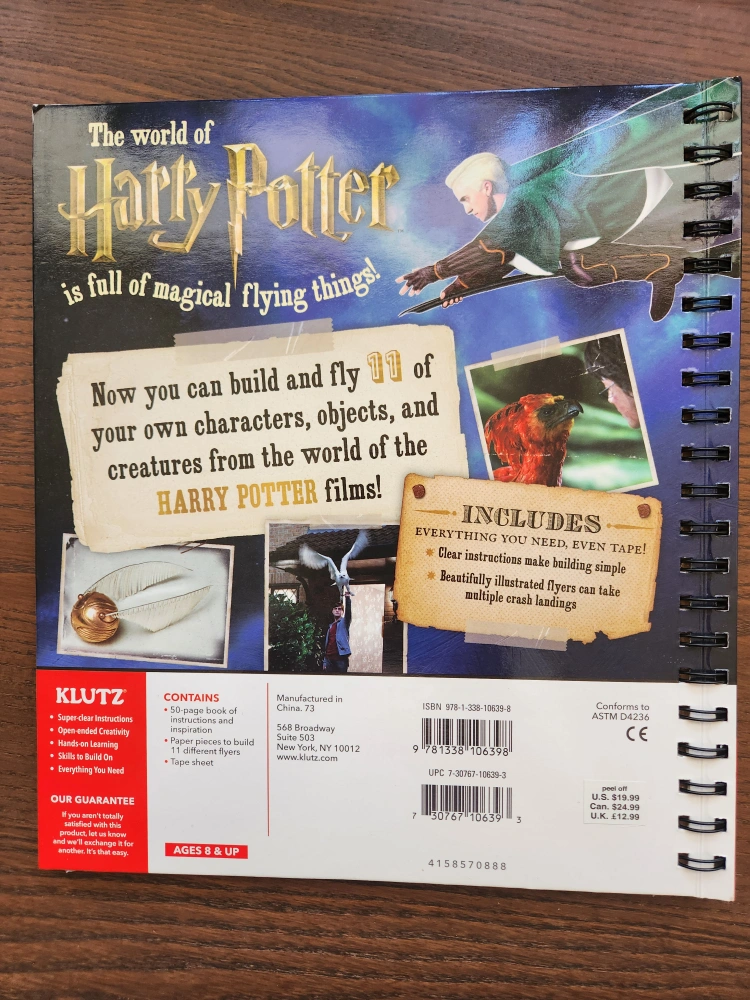 The world of
Harry Potter
is full of magical flying things!
Now you can build and fly 11 of
your own characters, objects, and
creatures from the world of the
HARRY POTTER films!
INCLUDES
EVERYTHING YOU NEED, EVEN TAPE!
Clear instructions make building simple
Beautifully illustrated flyers can take
multiple crash landings
KLUTZ®
• Super-clear Instructions
• Open-ended Creativity
• Hands-on Learning
• Skills to Build On
• Everything You Need
OUR GUARANTEE
If you aren't totally
satisfied with this
product, let us know
and we'll exchange it for
another. It's that easy.
CONTAINS
• 50-page book of
instructions and
inspiration
• Paper pieces to build
11 different flyers
• Tape sheet
AGES 8 & UP
Manufactured in
China. 73
568 Broadway
Suite 503
New York, NY 10012
www.klutz.com
ISBN 978-1-338-10639-8
9 781338 106398
UPC 7-30767-10639-3
7 30767 10639 3
4158570888
Conforms to
ASTM D4236
CE
peel off
U.S. $19.99
Can. $24.99
U.K. £12.99